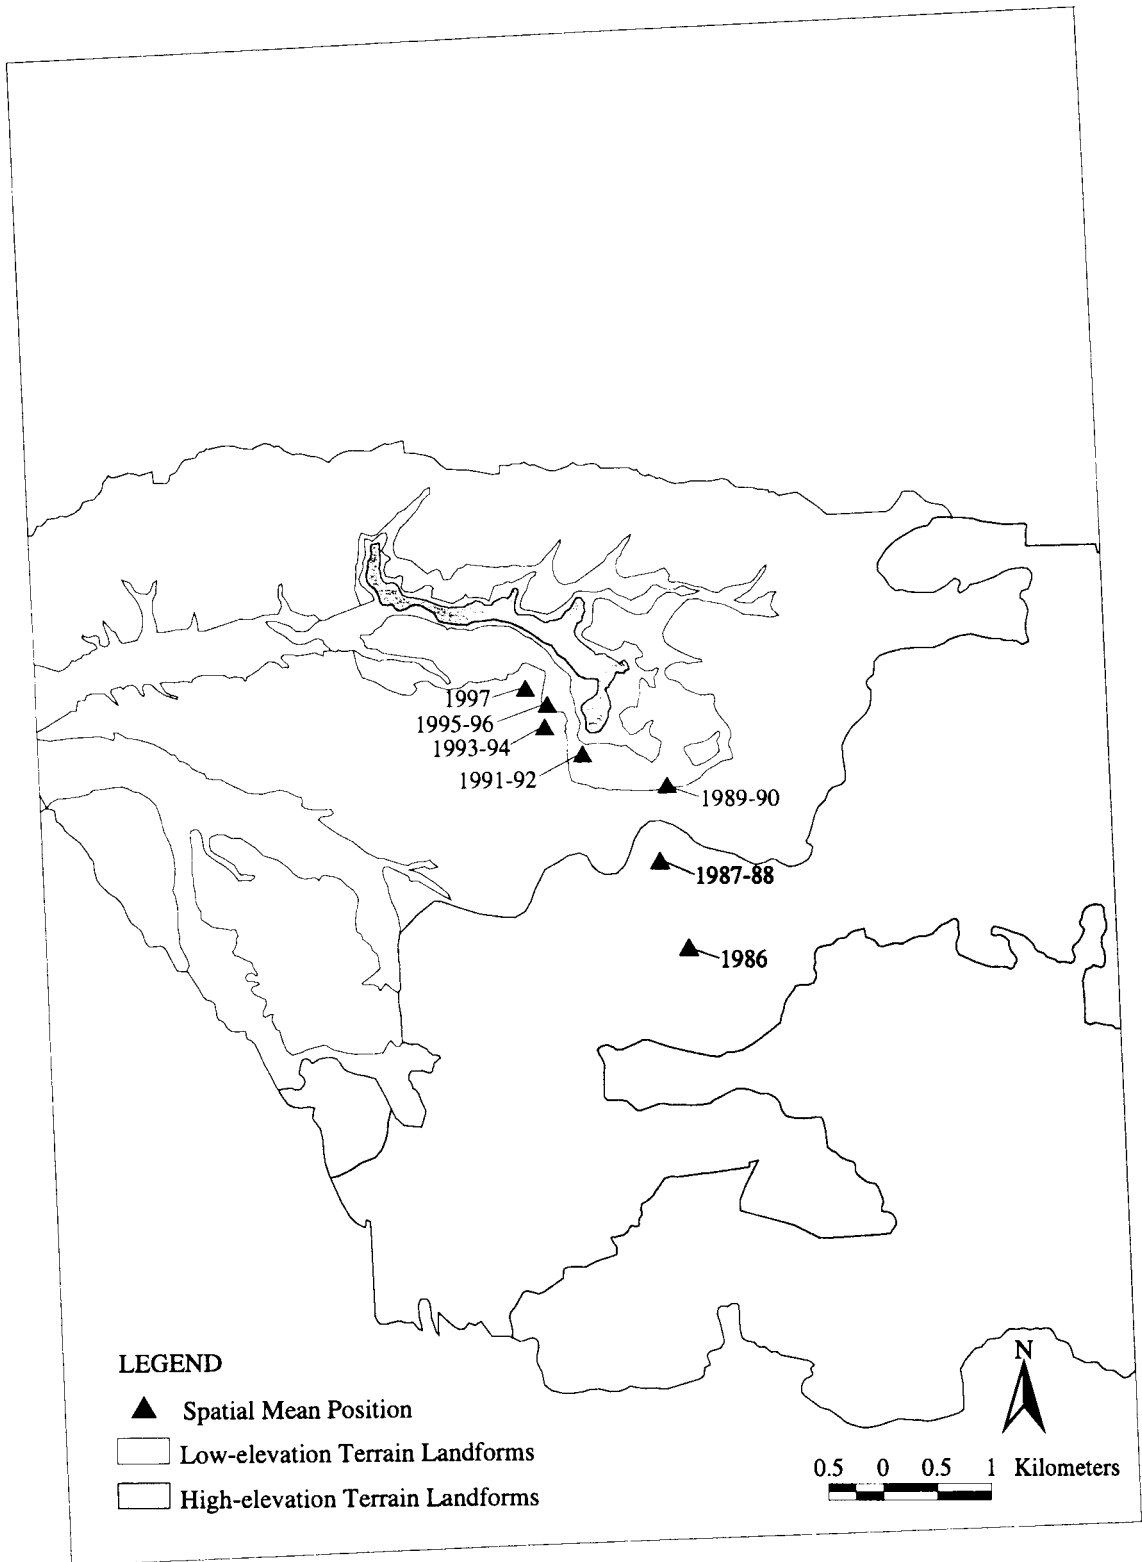 1997
1995-96
1993-94
1991-92
1989-90
1987-88
1986
LEGEND
Spatial Mean Position
Low-elevation Terrain Landforms
High-elevation Terrain Landforms
N
0.5 0 0.5 1 Kilometers